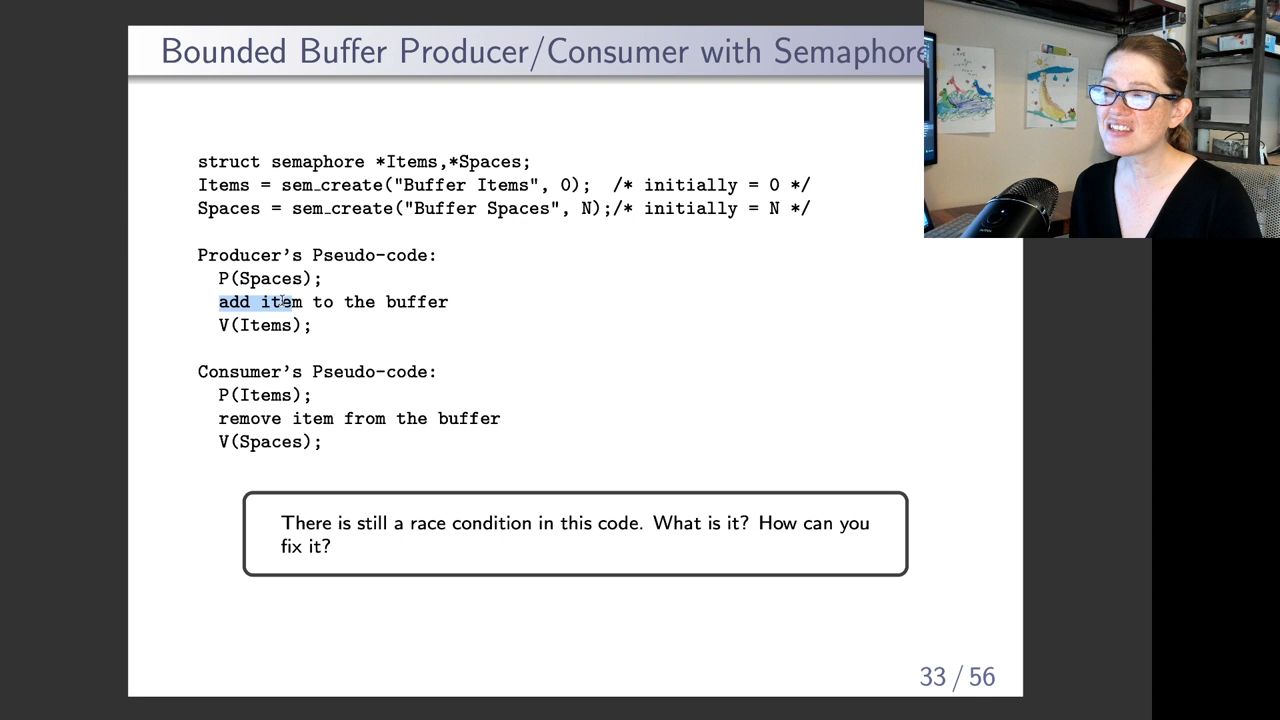 Bounded Buffer Producer/Consumer with Semaphore
struct semaphore *Items,*Spaces;
Items = sem_create("Buffer Items", 0);  /* initially = 0 */
Spaces = sem_create("Buffer Spaces", N);/* initially = N */
Producer's Pseudo-code:
P(Spaces);
add item to the buffer
V(Items);
Consumer's Pseudo-code:
P(Items);
remove item from the buffer
V(Spaces);
There is still a race condition in this code. What is it? How can you
fix it?
33 / 56